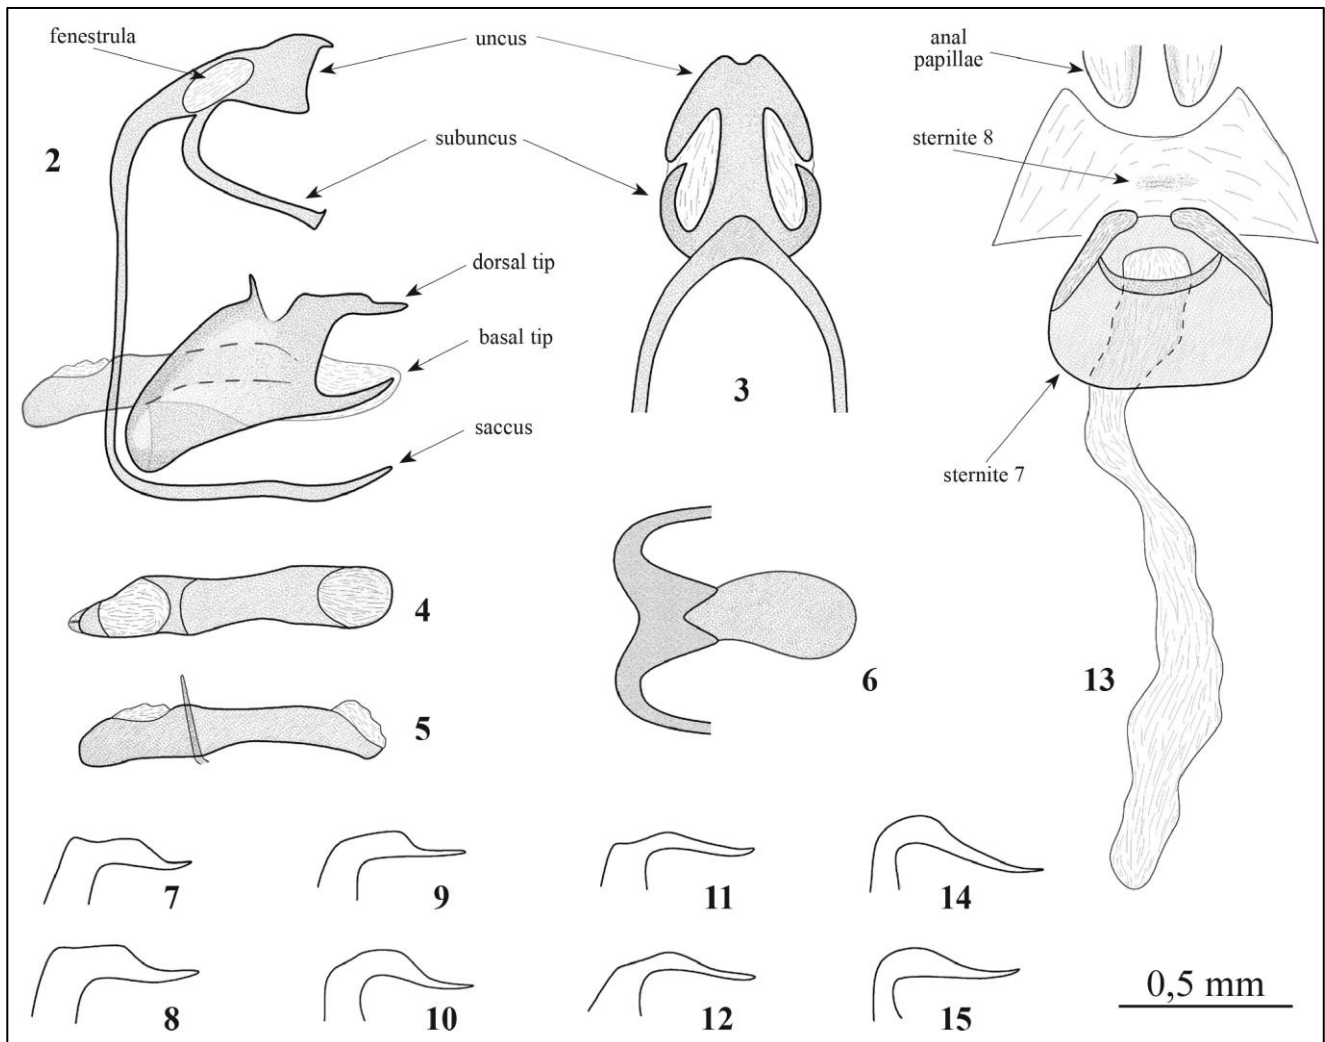 fenestrula
uncus
anal
papillae
2
subuncus
sternite 8
dorsal tip
basal tip
3
saccus
sternite 7
4
6
13
5
7
9
11
14
8
10
12
15
0,5 mm